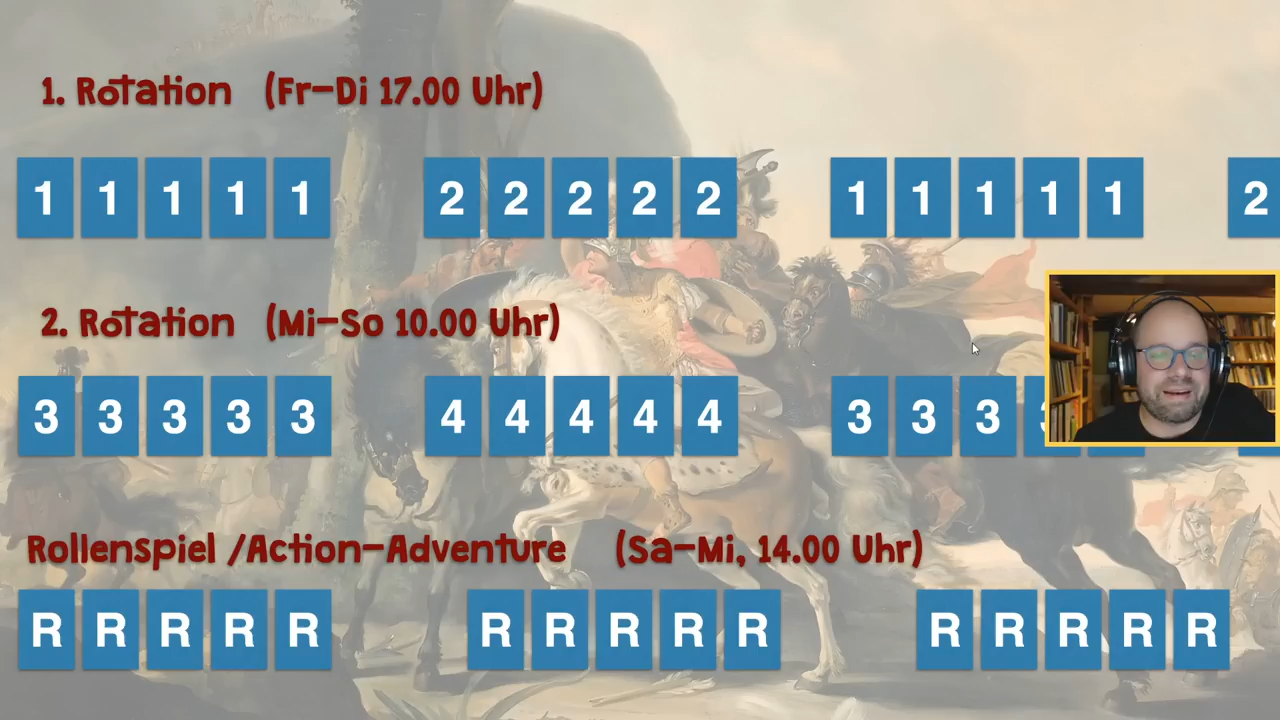 1. Rotation (Fr-Di 17.00 Uhr)
1 1 1 1 1 2 2 2 2 2 1 1 1 1 1 2
2. Rotation (Mi-So 10.00 Uhr)
3 3 3 3 3 4 4 4 4 4 3 3 3
Rollenspiel /Action-Adventure (Sa-Mi, 14.00 Uhr)
R R R R R R R R R R R R R R R